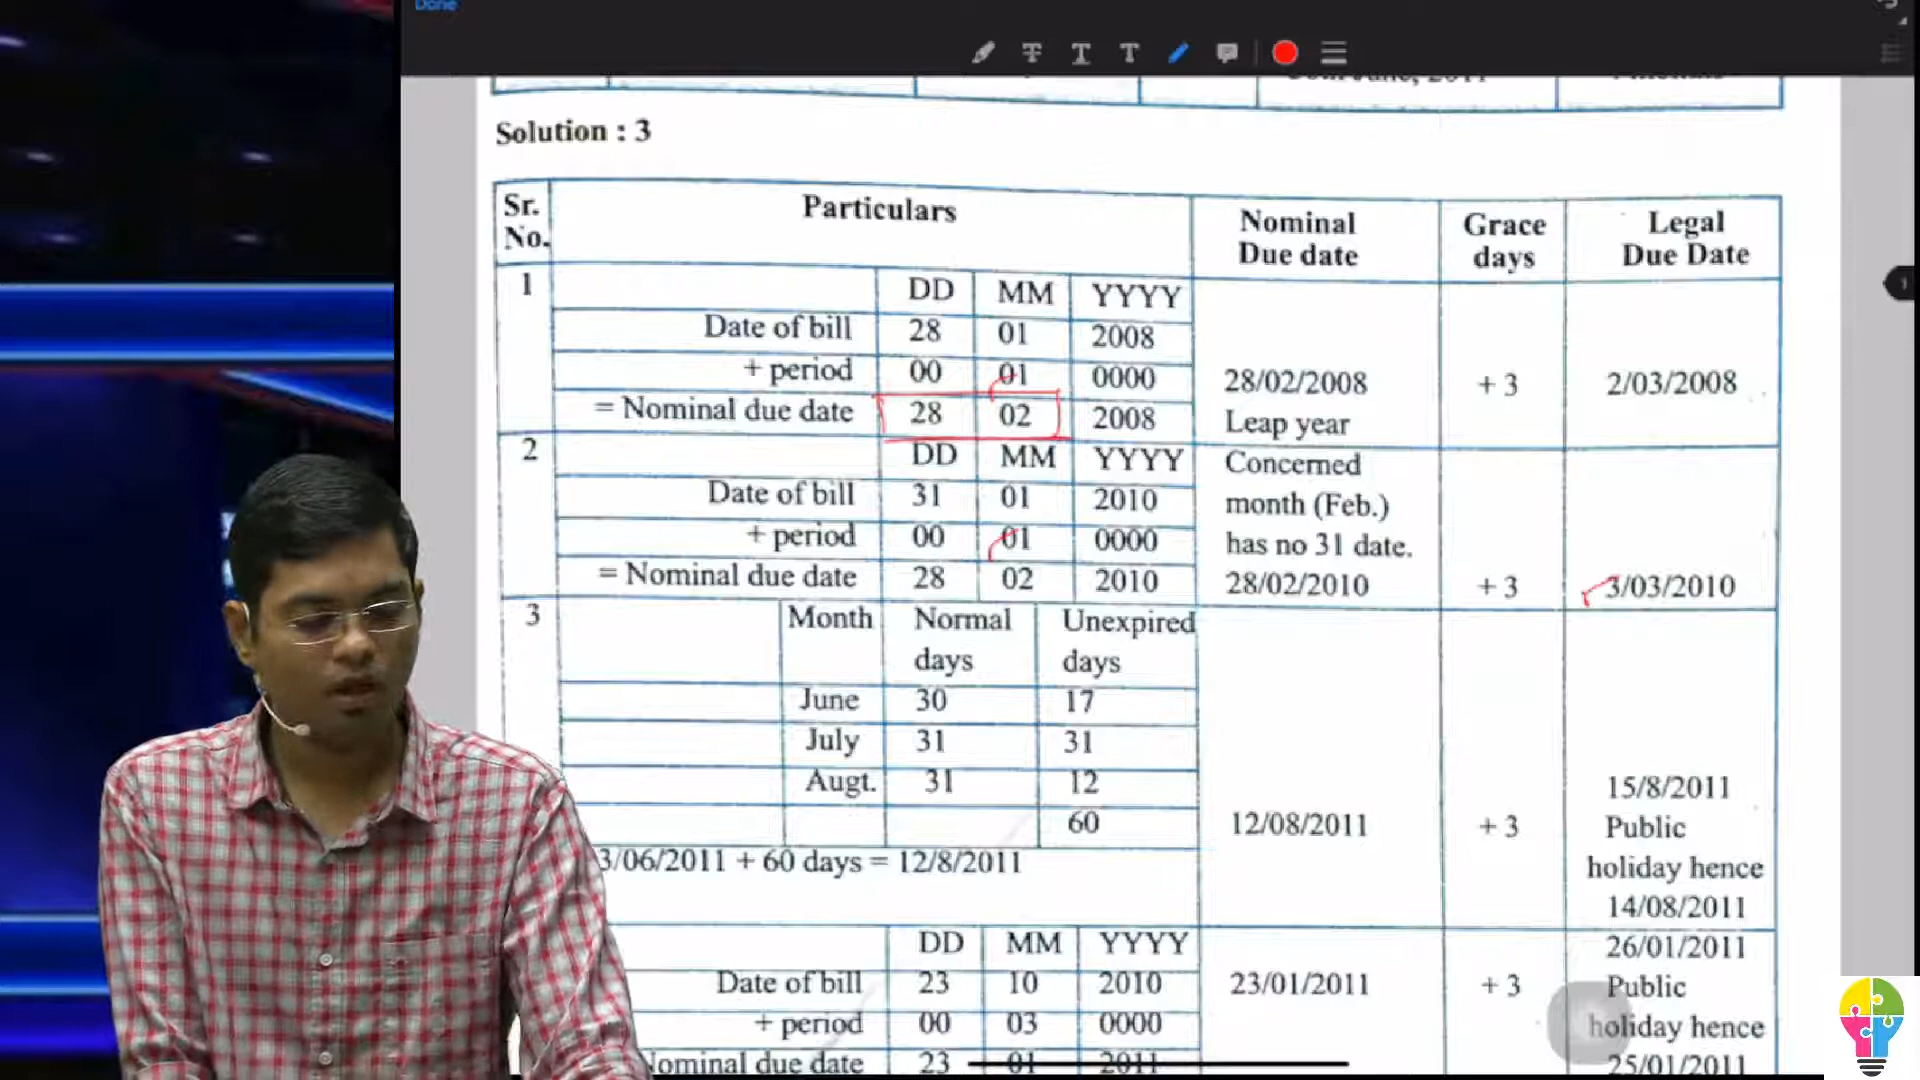 Done
Solution : 3
Sr. No. Particulars Nominal Due date Grace days Legal Due Date
1 DD MM YYYY
Date of bill 28 01 2008
+ period 00 01 0000 28/02/2008 + 3 2/03/2008
= Nominal due date 28 02 2008 Leap year
2 DD MM YYYY Concerned
Date of bill 31 01 2010 month (Feb.)
+ period 00 01 0000 has no 31 date.
= Nominal due date 28 02 2010 28/02/2010 + 3 3/03/2010
3 Month Normal days Unexpired days
June 30 17
July 31 31
Augt. 31 12
60
12/08/2011 + 3 15/8/2011 Public holiday hence 14/08/2011
3/06/2011 + 60 days = 12/8/2011
DD MM YYYY 26/01/2011
Date of bill 23 10 2010 23/01/2011 + 3 Public
+ period 00 03 0000 holiday hence
Nominal due date 23 01 2011 25/01/2011